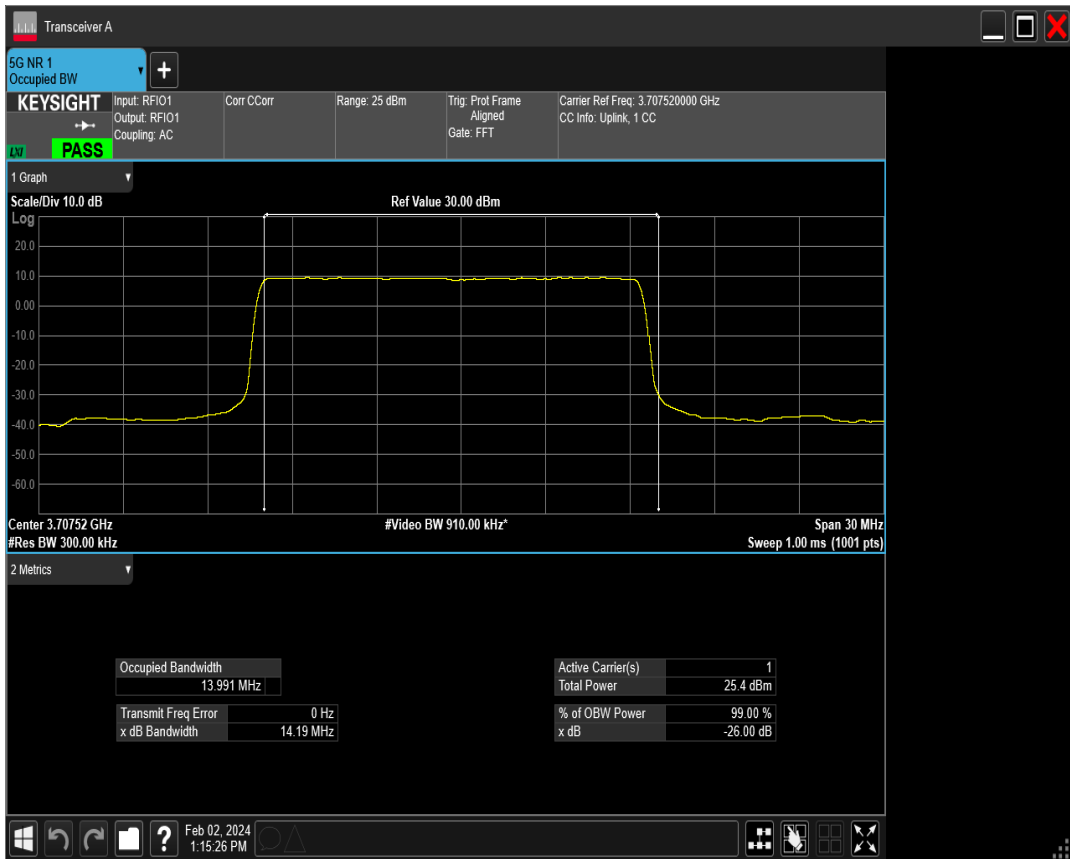 Transceiver A
5G NR 1
Occupied BW
+
KEYSIGHT
LXI
PASS
Input: RFIO1
Output: RFIO1
Coupling: AC
Corr CCorr
Range: 25 dBm
Trig: Prot Frame
Aligned
Gate: FFT
Carrier Ref Freq: 3.707520000 GHz
CC Info: Uplink, 1 CC
1 Graph
Scale/Div 10.0 dB
Ref Value 30.00 dBm
Log
20.0
10.0
0.00
-10.0
-20.0
-30.0
-40.0
-50.0
-60.0
Center 3.70752 GHz
#Video BW 910.00 kHz*
Span 30 MHz
#Res BW 300.00 kHz
Sweep 1.00 ms (1001 pts)
2 Metrics
Occupied Bandwidth
13.991 MHz
Transmit Freq Error 0 Hz
x dB Bandwidth 14.19 MHz
Active Carrier(s) 1
Total Power 25.4 dBm
% of OBW Power 99.00 %
x dB -26.00 dB
?
Feb 02, 2024
1:15:26 PM